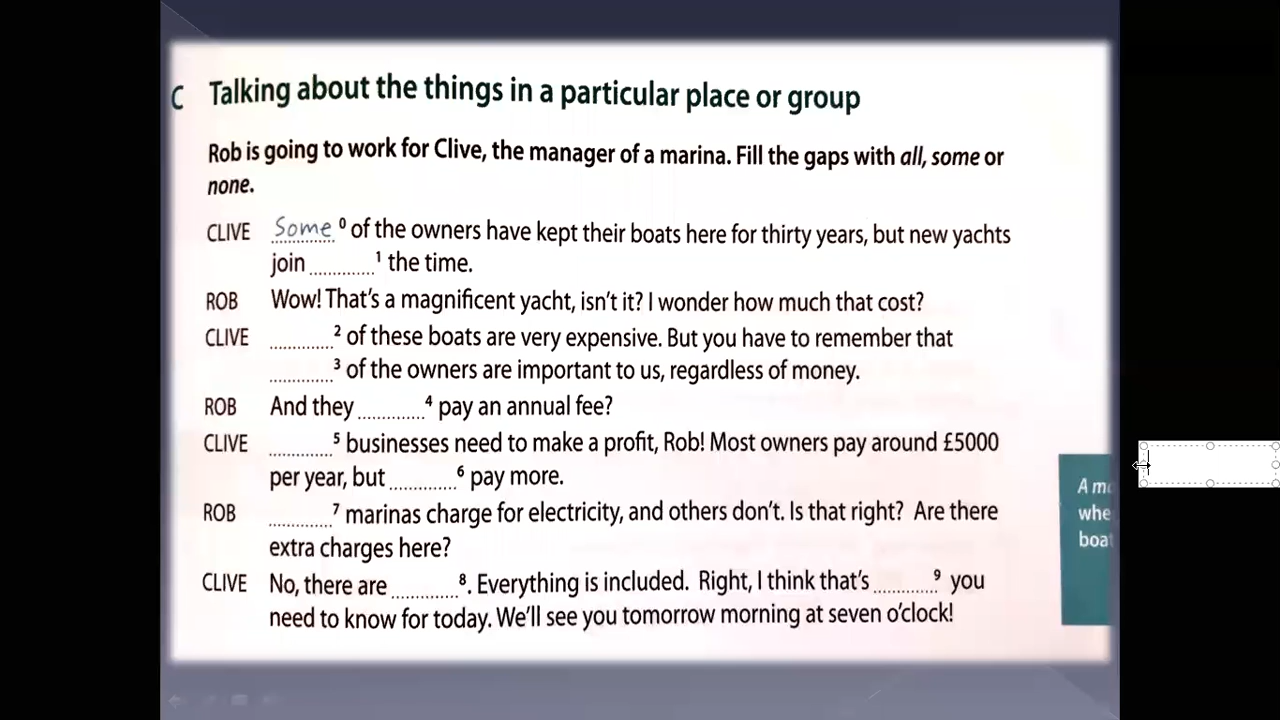 C Talking about the things in a particular place or group
Rob is going to work for Clive, the manager of a marina. Fill the gaps with all, some or
none.
CLIVE Some ⁰ of the owners have kept their boats here for thirty years, but new yachts
join .............¹ the time.
ROB Wow! That's a magnificent yacht, isn't it? I wonder how much that cost?
CLIVE .............² of these boats are very expensive. But you have to remember that
.............³ of the owners are important to us, regardless of money.
ROB And they .............⁴ pay an annual fee?
CLIVE .............⁵ businesses need to make a profit, Rob! Most owners pay around £5000
per year, but .............⁶ pay more.
ROB .............⁷ marinas charge for electricity, and others don't. Is that right? Are there
extra charges here?
CLIVE No, there are .............⁸. Everything is included. Right, I think that's .............⁹ you
need to know for today. We'll see you tomorrow morning at seven o'clock!
A
whe
boat